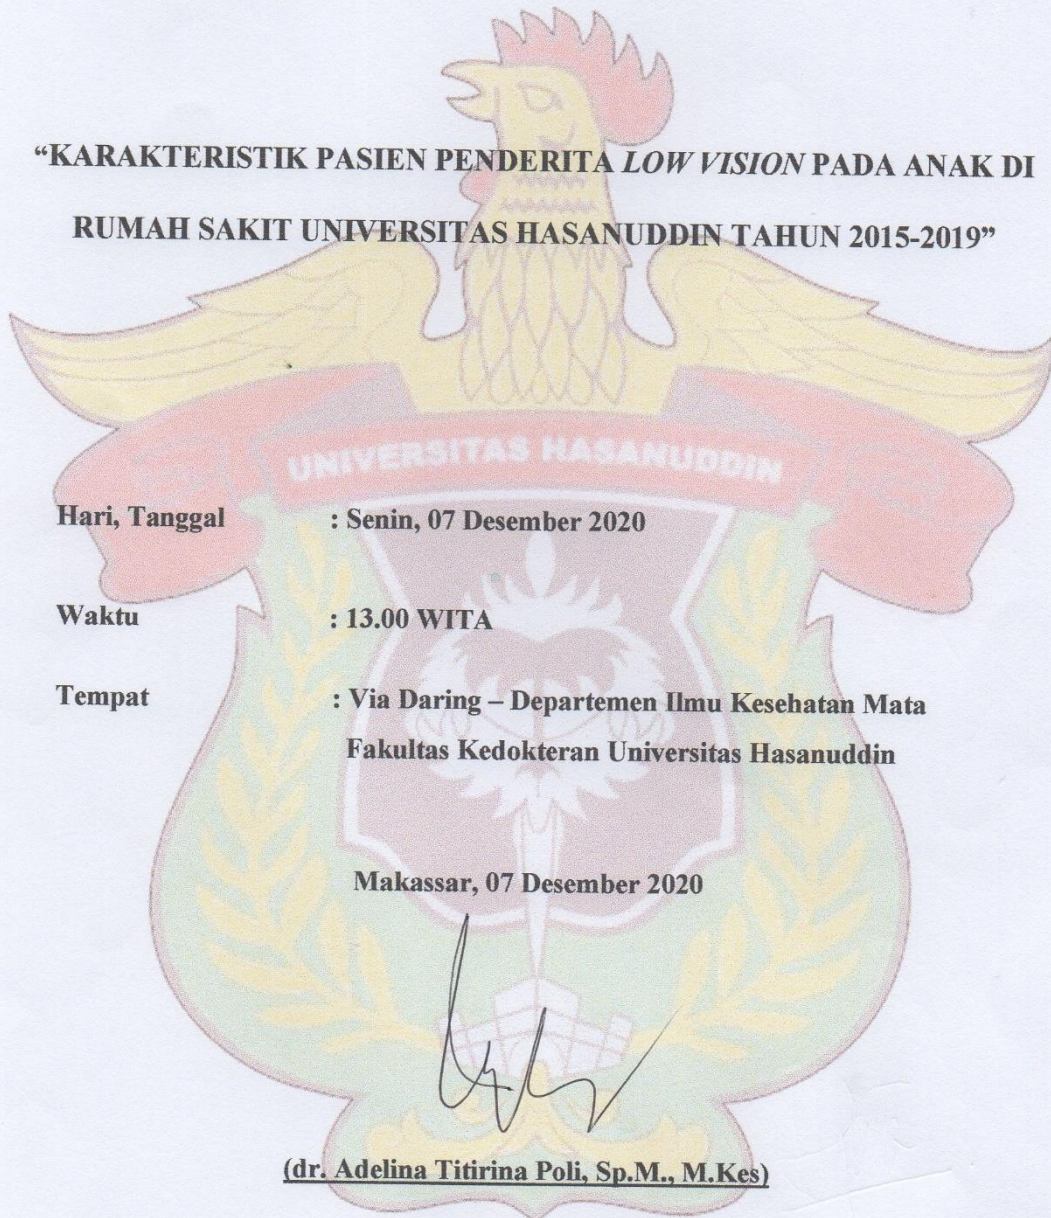 “KARAKTERISTIK PASIEN PENDERITA LOW VISION PADA ANAK DI
RUMAH SAKIT UNIVERSITAS HASANUDDIN TAHUN 2015-2019”
UNIVERSITAS HASANUDDIN
Hari, Tanggal : Senin, 07 Desember 2020
Waktu : 13.00 WITA
Tempat : Via Daring – Departemen Ilmu Kesehatan Mata
Fakultas Kedokteran Universitas Hasanuddin
Makassar, 07 Desember 2020
(dr. Adelina Titirina Poli, Sp.M., M.Kes)